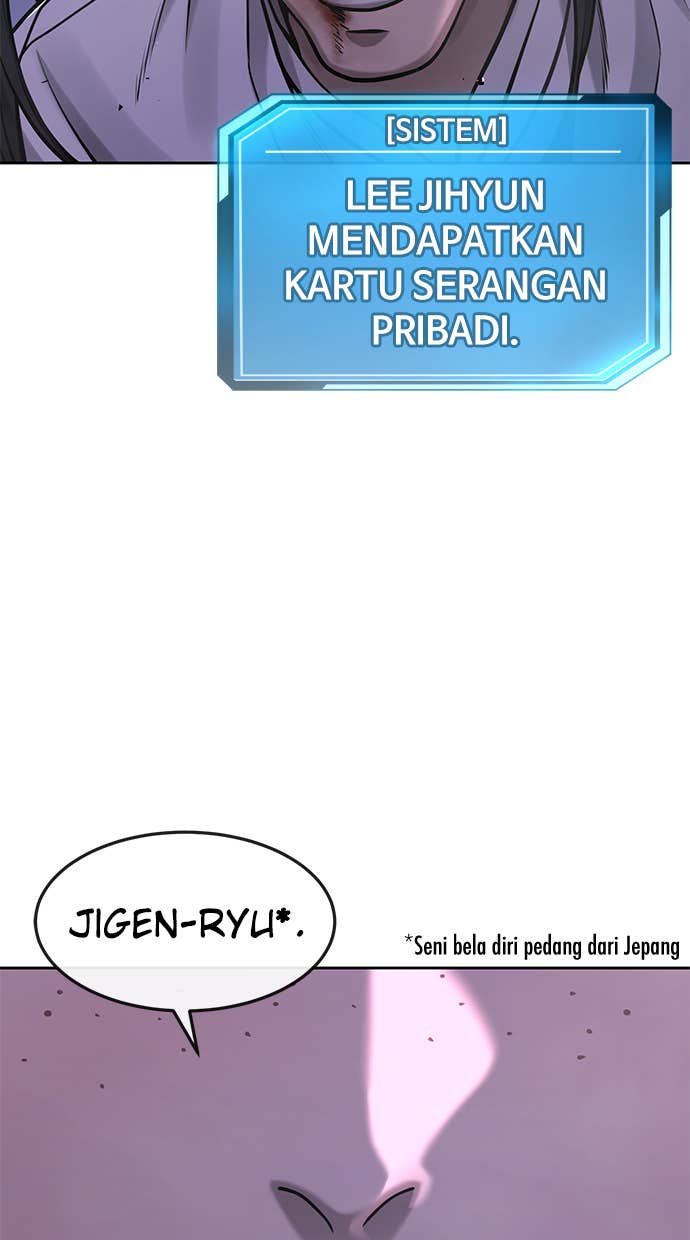 [SISTEM]
LEE JIHYUN
MENDAPATKAN
KARTU SERANGAN
PRIBADI.
JIGEN-RYU*.
*Seni bela diri pedang dari Jepang